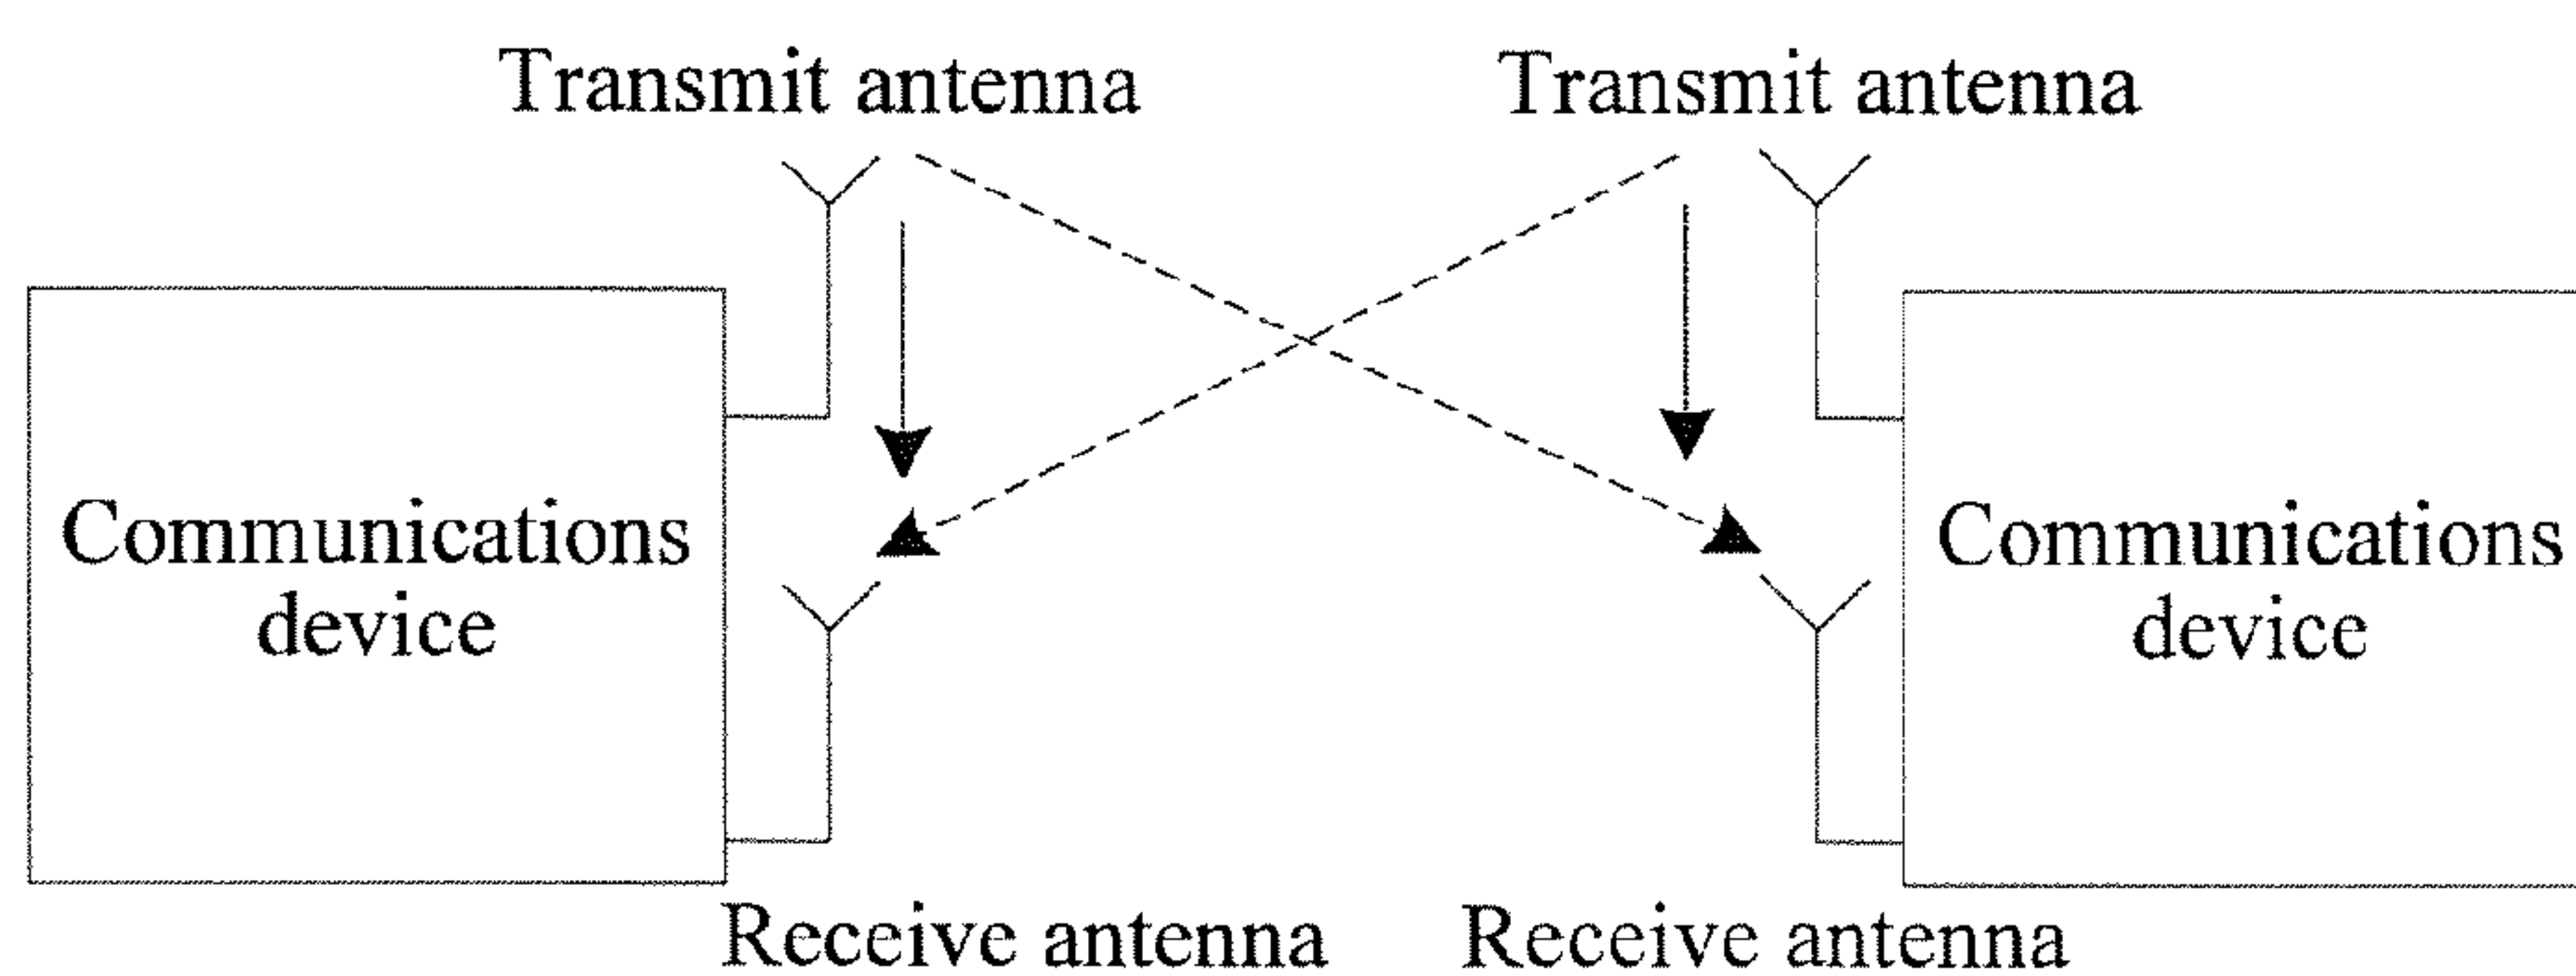 Transmit antenna
Transmit antenna
Communications
device
Communications
device
Receive antenna
Receive antenna